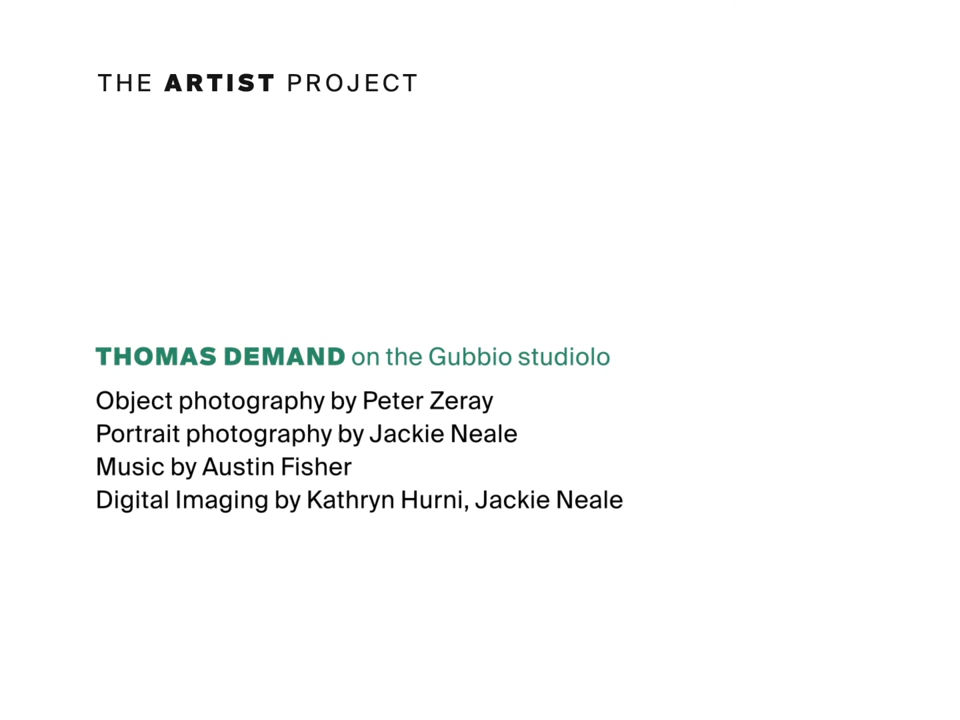 THE ARTIST PROJECT
THOMAS DEMAND on the Gubbio studiolo
Object photography by Peter Zeray
Portrait photography by Jackie Neale
Music by Austin Fisher
Digital Imaging by Kathryn Hurni, Jackie Neale